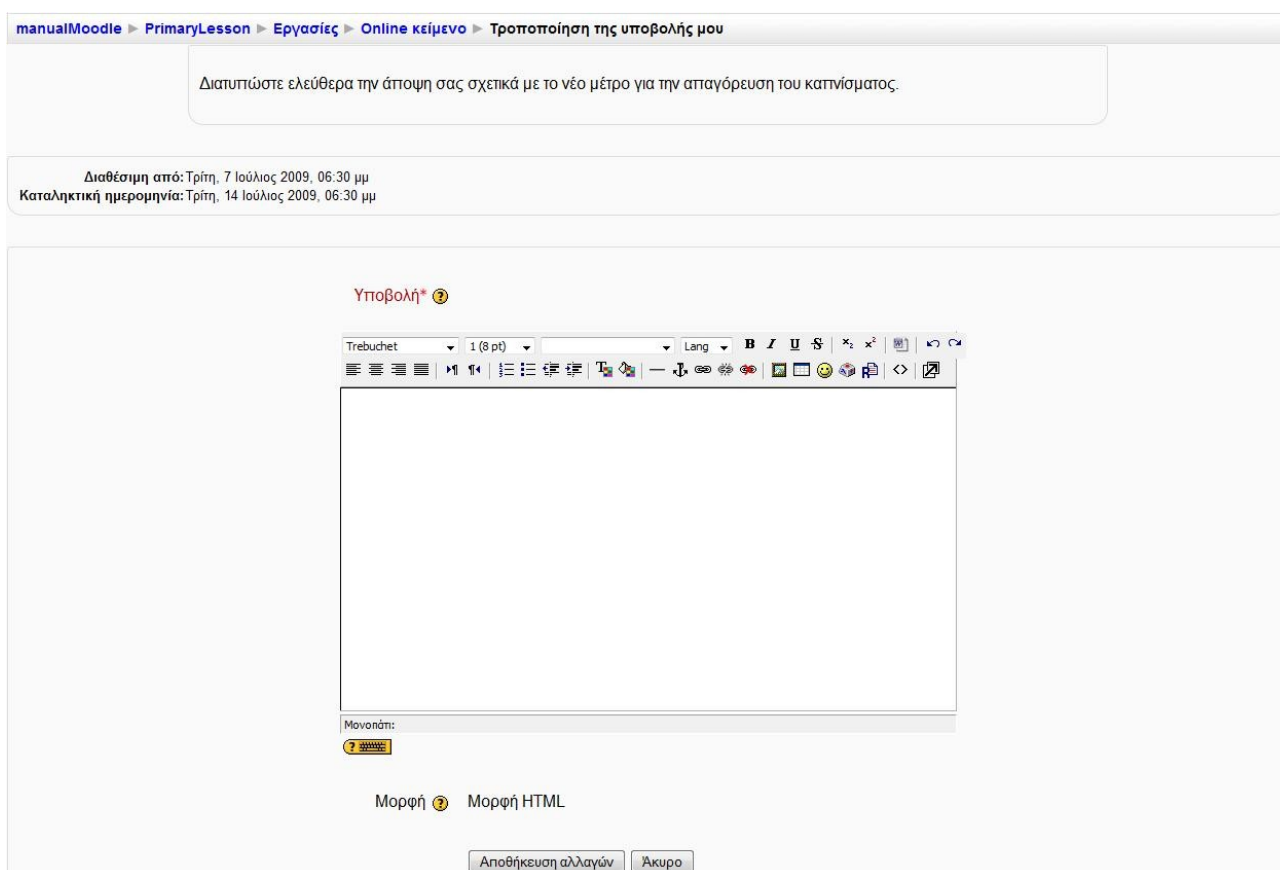 manualMoodle ► PrimaryLesson ► Εργασίες ► Online κείμενο ► Τροποποίηση της υποβολής μου
Διατυπώστε ελεύθερα την άποψη σας σχετικά με το νέο μέτρο για την απαγόρευση του καπνίσματος.
Διαθέσιμη από: Τρίτη, 7 Ιούλιος 2009, 06:30 μμ
Καταληκτική ημερομηνία: Τρίτη, 14 Ιούλιος 2009, 06:30 μμ
Υποβολή*
Trebuchet 1 (8 pt) Lang B I U S x₂ x²
Μονοπάτι:
Μορφή Μορφή HTML
Αποθήκευση αλλαγών Άκυρο